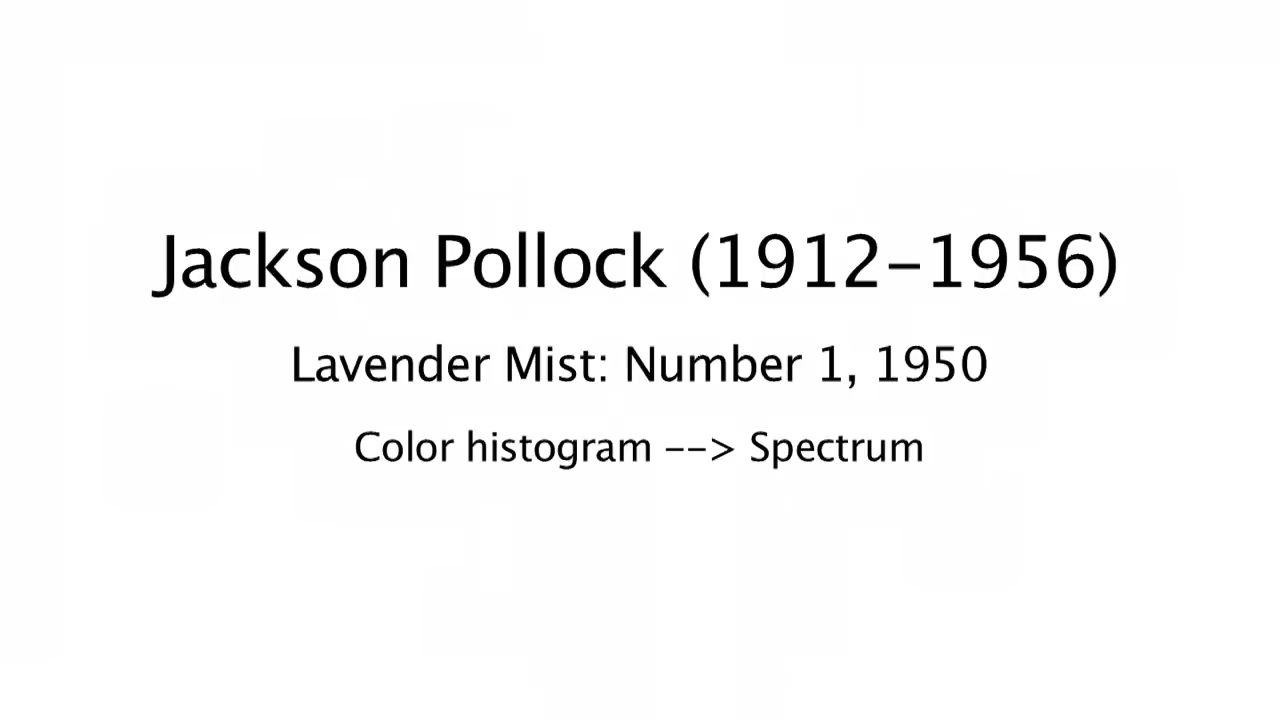 Jackson Pollock (1912-1956)
Lavender Mist: Number 1, 1950
Color histogram --> Spectrum